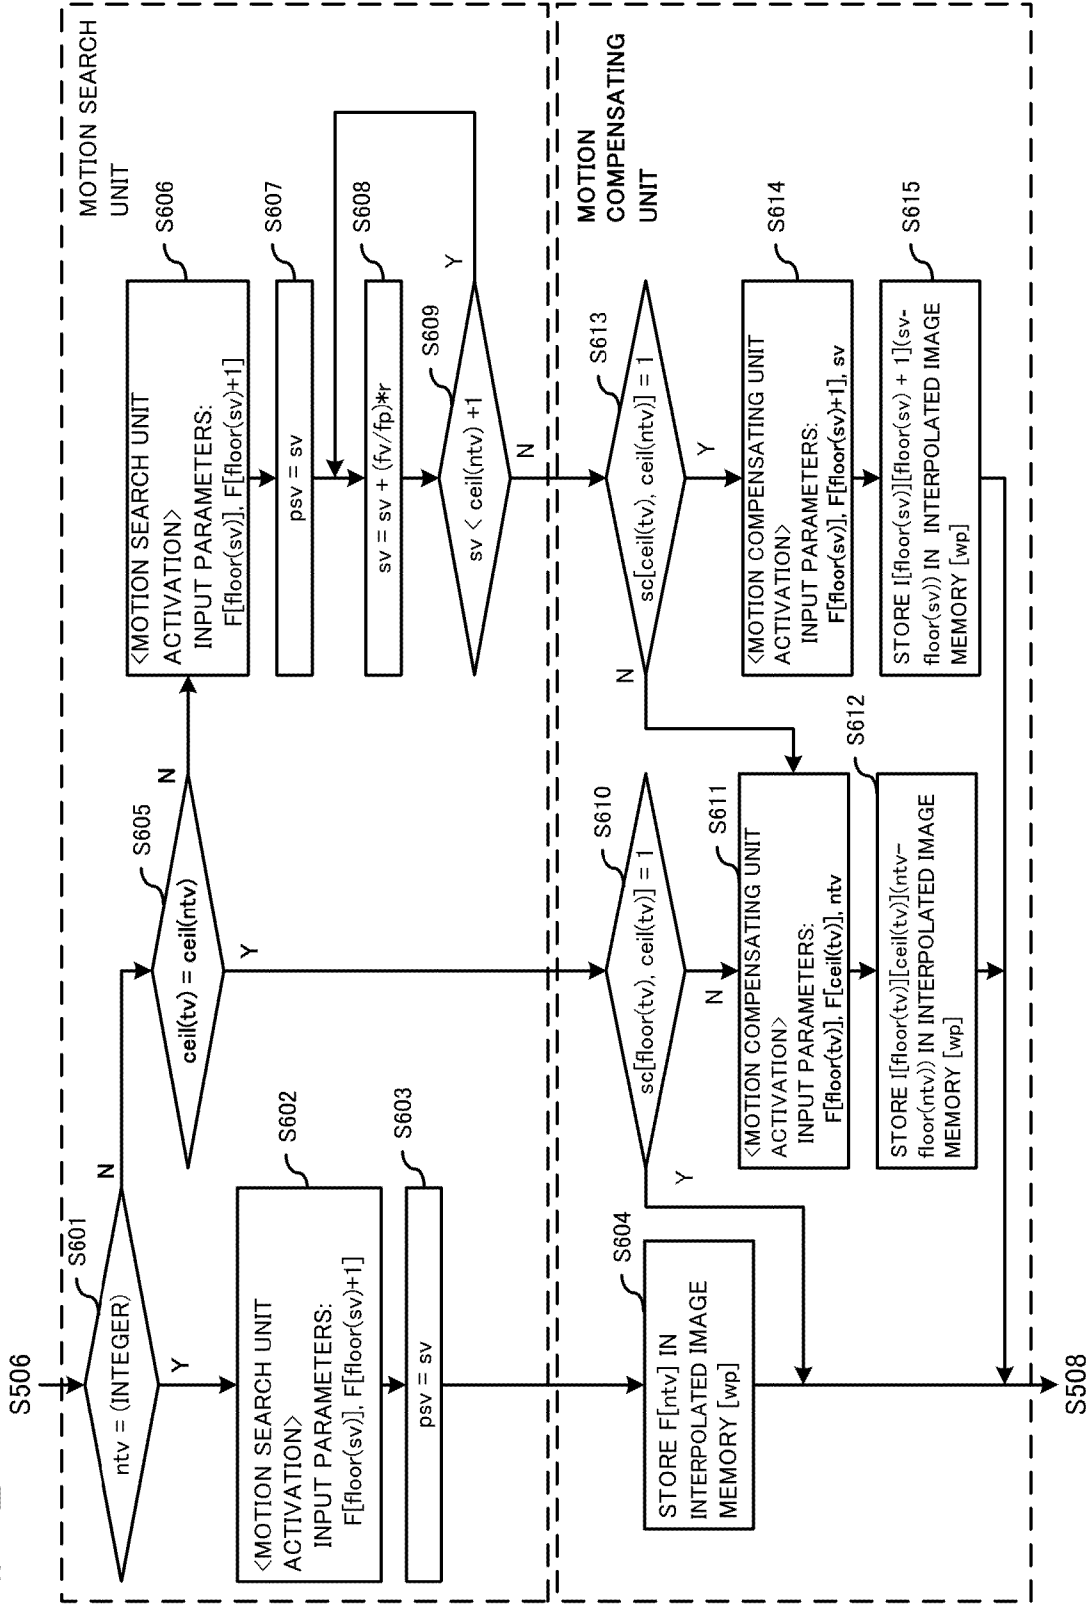 S506
MOTION SEARCH
UNIT
S601
ntv = (INTEGER)
N
Y
S602
<MOTION SEARCH UNIT
ACTIVATION>
INPUT PARAMETERS:
F[floor(sv)], F[floor(sv)+1]
S603
psv = sv
S605
ceil(tv) = ceil(ntv)
N
Y
S606
<MOTION SEARCH UNIT
ACTIVATION>
INPUT PARAMETERS:
F[floor(sv)], F[floor(sv)+1]
S607
psv = sv
S608
sv = sv + (fv/fp)*r
S609
sv < ceil(ntv) +1
Y
N
MOTION
COMPENSATING
UNIT
S604
STORE F[ntv] IN
INTERPOLATED IMAGE
MEMORY [wp]
S610
sc[floor(tv), ceil(tv)] = 1
Y
N
S611
<MOTION COMPENSATING UNIT
ACTIVATION>
INPUT PARAMETERS:
F[floor(tv)], F[ceil(tv)], ntv
S612
STORE I[floor(tv)][ceil(tv)](ntv-
floor(ntv)) IN INTERPOLATED IMAGE
MEMORY [wp]
S613
sc[ceil(tv), ceil(ntv)] = 1
N
Y
S614
<MOTION COMPENSATING UNIT
ACTIVATION>
INPUT PARAMETERS:
F[floor(sv)], F[floor(sv)+1], sv
S615
STORE I[floor(sv)][floor(sv) + 1](sv-
floor(sv)) IN INTERPOLATED IMAGE
MEMORY [wp]
S508